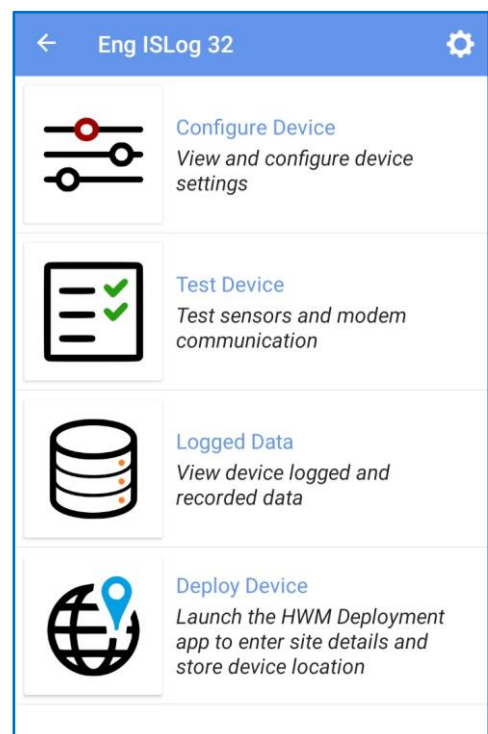 Eng ISLog 32
Configure Device
View and configure device
settings
Test Device
Test sensors and modem
communication
Logged Data
View device logged and
recorded data
Deploy Device
Launch the HWM Deployment
app to enter site details and
store device location